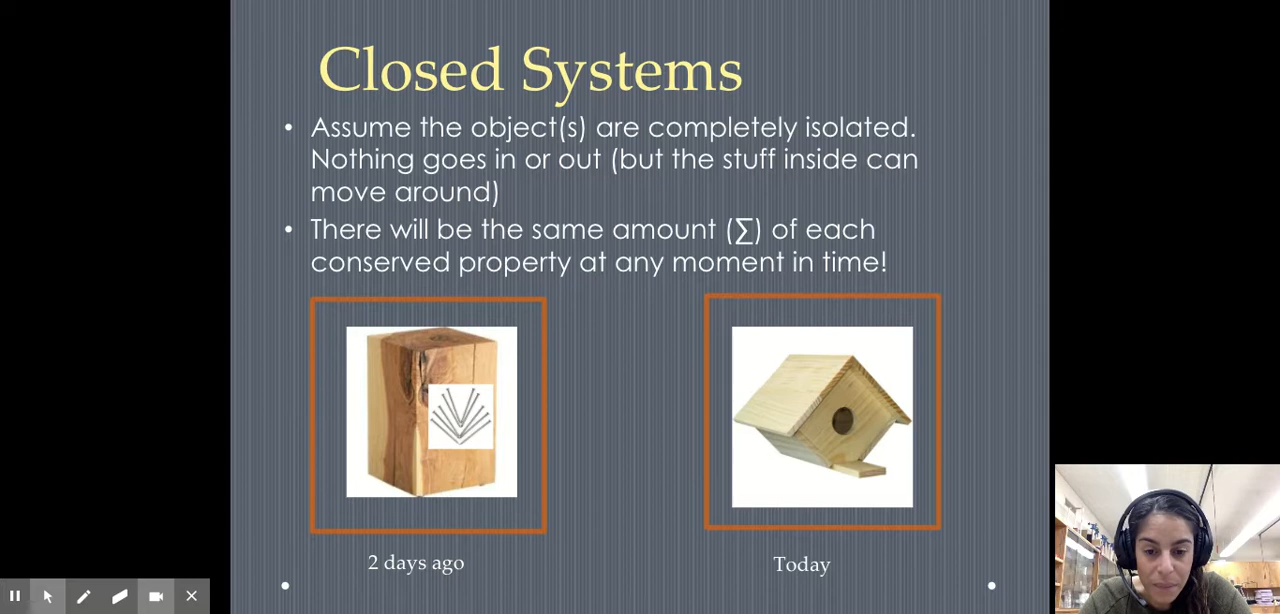 Closed Systems
• Assume the object(s) are completely isolated.
Nothing goes in or out (but the stuff inside can
move around)
• There will be the same amount (∑) of each
conserved property at any moment in time!
2 days ago
Today